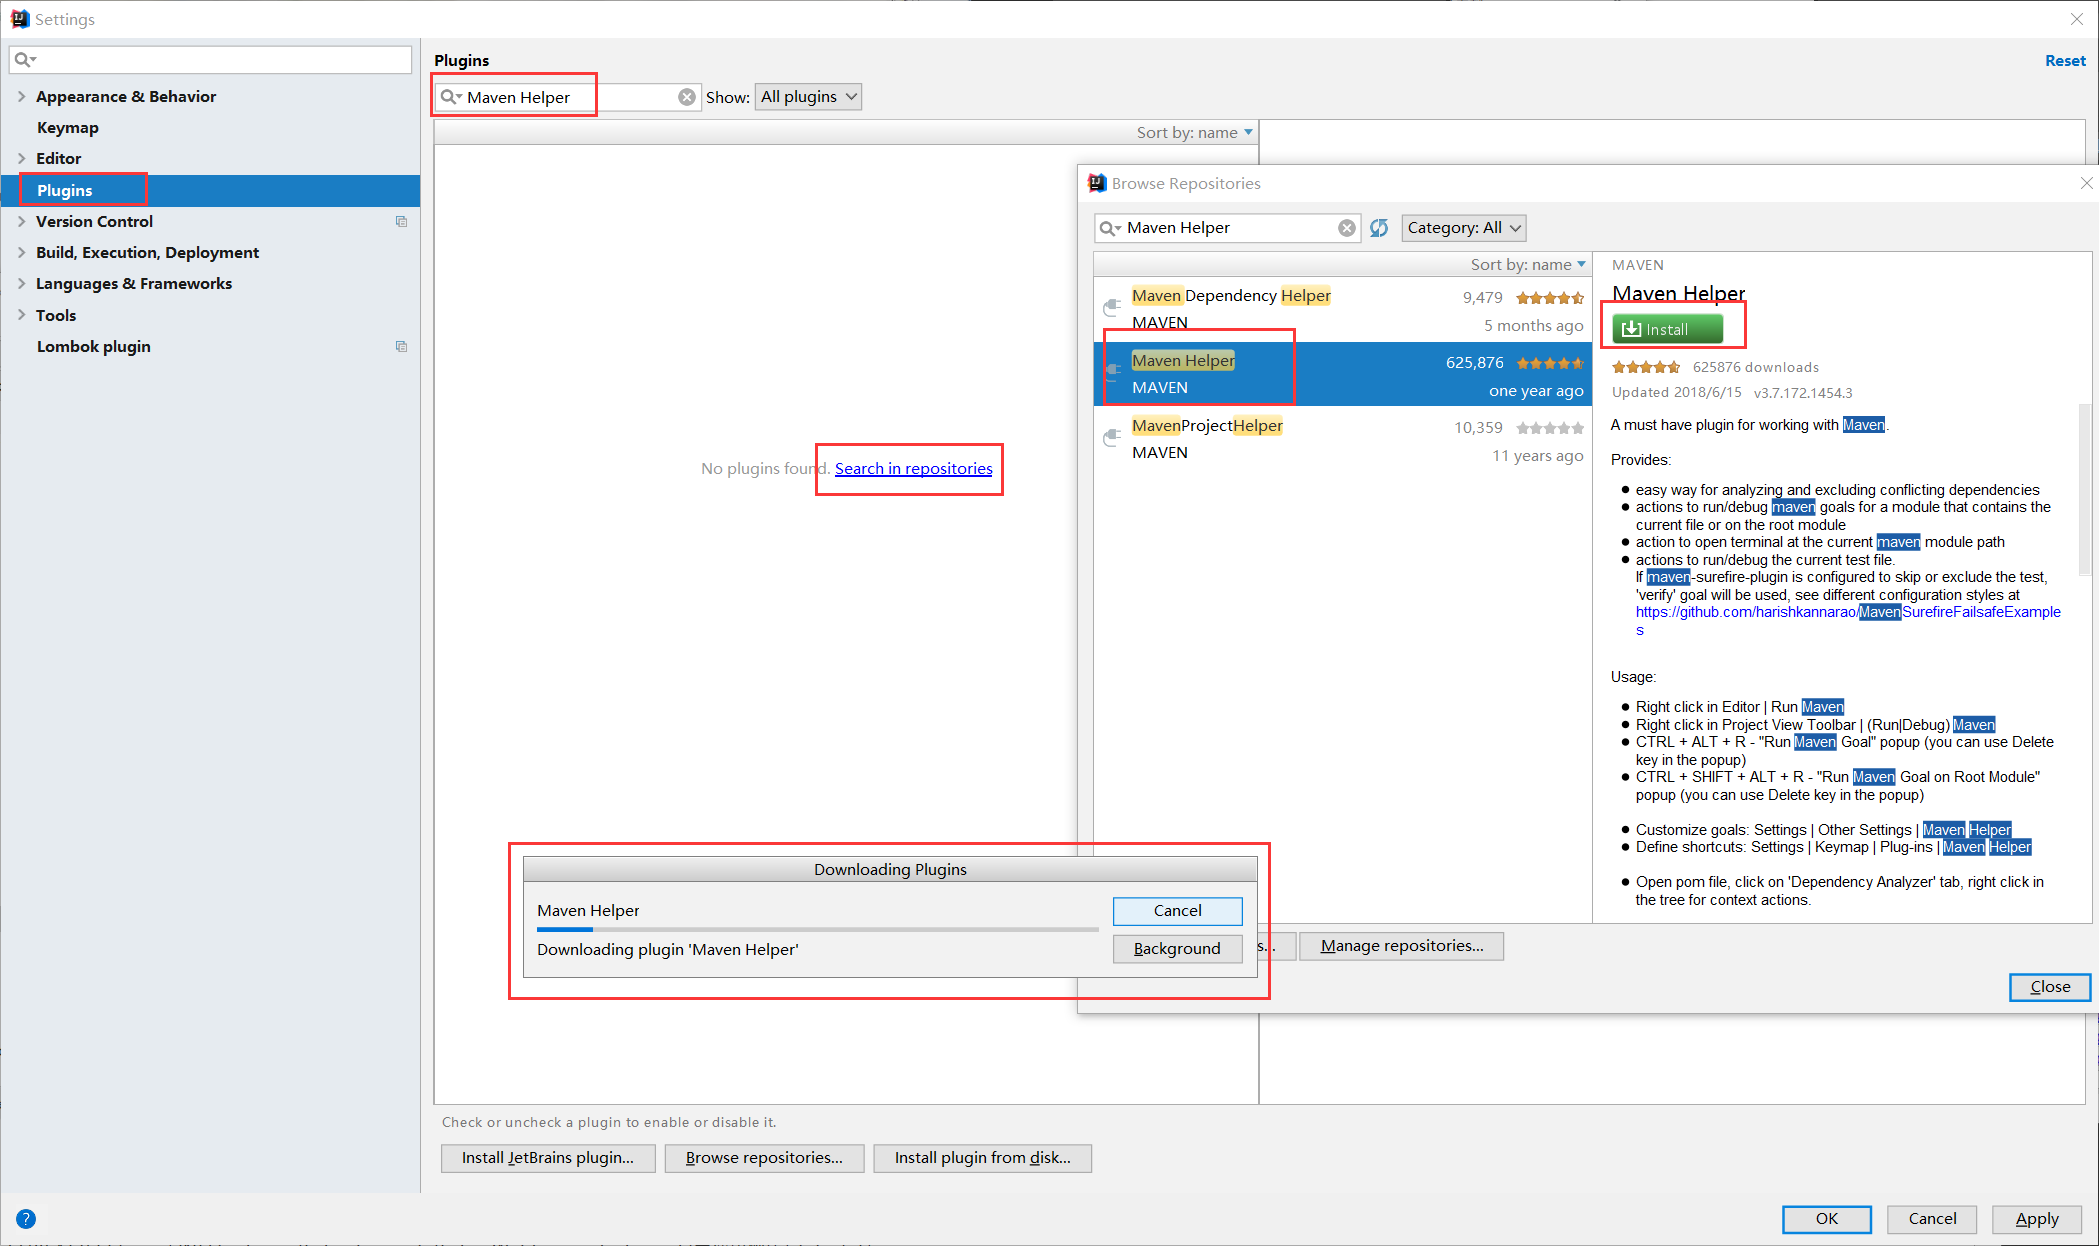 Settings
Appearance & Behavior
Keymap
Editor
Plugins
Version Control
Build, Execution, Deployment
Languages & Frameworks
Tools
Lombok plugin
Plugins
Reset
Maven Helper
Show: All plugins
Sort by: name
No plugins found. Search in repositories
Browse Repositories
Maven Helper
Category: All
Sort by: name
Maven Dependency Helper 9,479
MAVEN 5 months ago
Maven Helper 625,876
MAVEN one year ago
MavenProjectHelper 10,359
MAVEN 11 years ago
MAVEN
Maven Helper
Install
625876 downloads
Updated 2018/6/15 v3.7.172.1454.3
A must have plugin for working with Maven.
Provides:
easy way for analyzing and excluding conflicting dependencies
actions to run/debug maven goals for a module that contains the
current file or on the root module
action to open terminal at the current maven module path
actions to run/debug the current test file.
If maven-surefire-plugin is configured to skip or exclude the test,
'verify' goal will be used, see different configuration styles at
https://github.com/harishkannarao/MavenSurefireFailsafeExample
s
Usage:
Right click in Editor | Run Maven
Right click in Project View Toolbar | (Run|Debug) Maven
CTRL + ALT + R - "Run Maven Goal" popup (you can use Delete
key in the popup)
CTRL + SHIFT + ALT + R - "Run Maven Goal on Root Module"
popup (you can use Delete key in the popup)
Customize goals: Settings | Other Settings | Maven Helper
Define shortcuts: Settings | Keymap | Plug-ins | Maven Helper
Open pom file, click on 'Dependency Analyzer' tab, right click in
the tree for context actions.
s... Manage repositories...
Close
Downloading Plugins
Maven Helper
Cancel
Downloading plugin 'Maven Helper'
Background
Check or uncheck a plugin to enable or disable it.
Install JetBrains plugin... Browse repositories... Install plugin from disk...
?
OK Cancel Apply